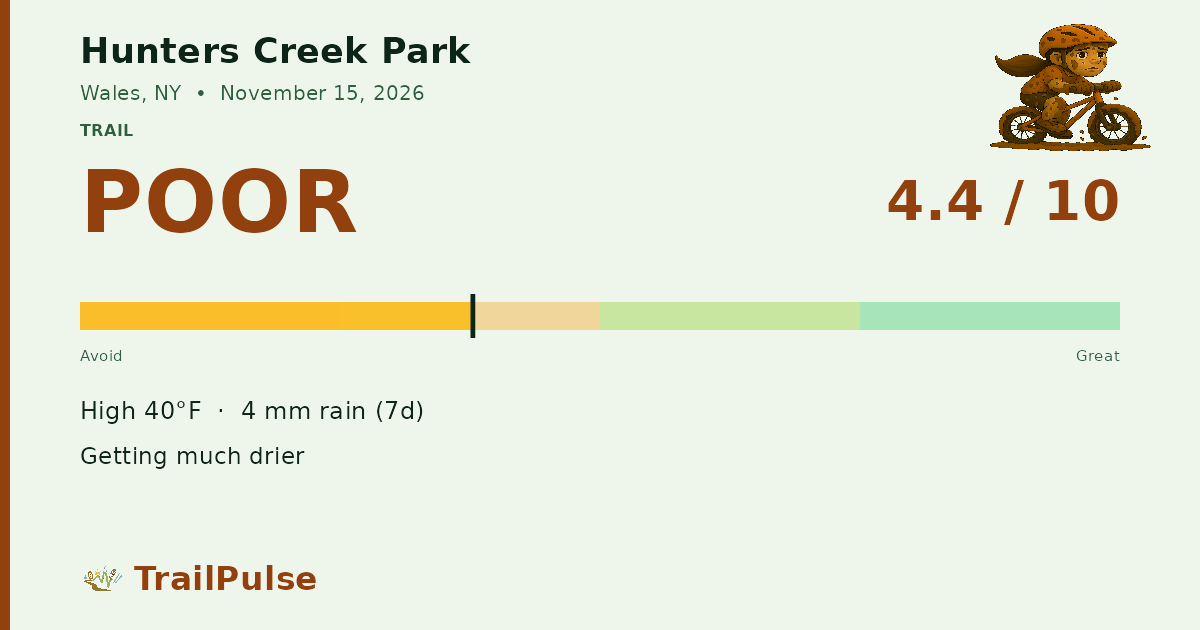 Hunters Creek Park
Wales, NY • November 15, 2026
TRAIL
POOR
4.4 / 10
Avoid
Great
High 40°F · 4 mm rain (7d)
Getting much drier
TrailPulse